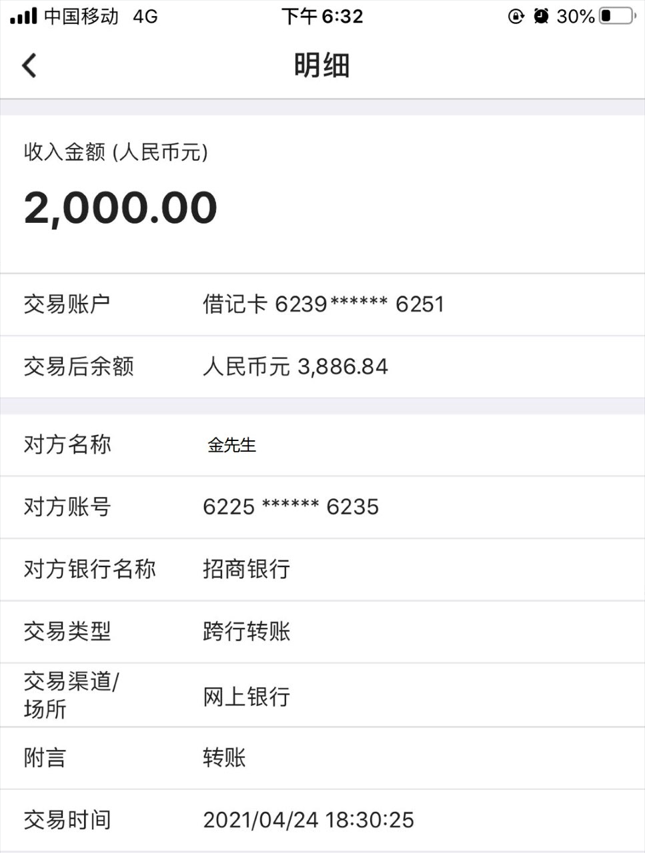 中国移动 4G 下午6:32 30%
明细
收入金额 (人民币元)
2,000.00
交易账户 借记卡 6239****** 6251
交易后余额 人民币元 3,886.84
对方名称 金先生
对方账号 6225 ****** 6235
对方银行名称 招商银行
交易类型 跨行转账
交易渠道/
场所 网上银行
附言 转账
交易时间 2021/04/24 18:30:25